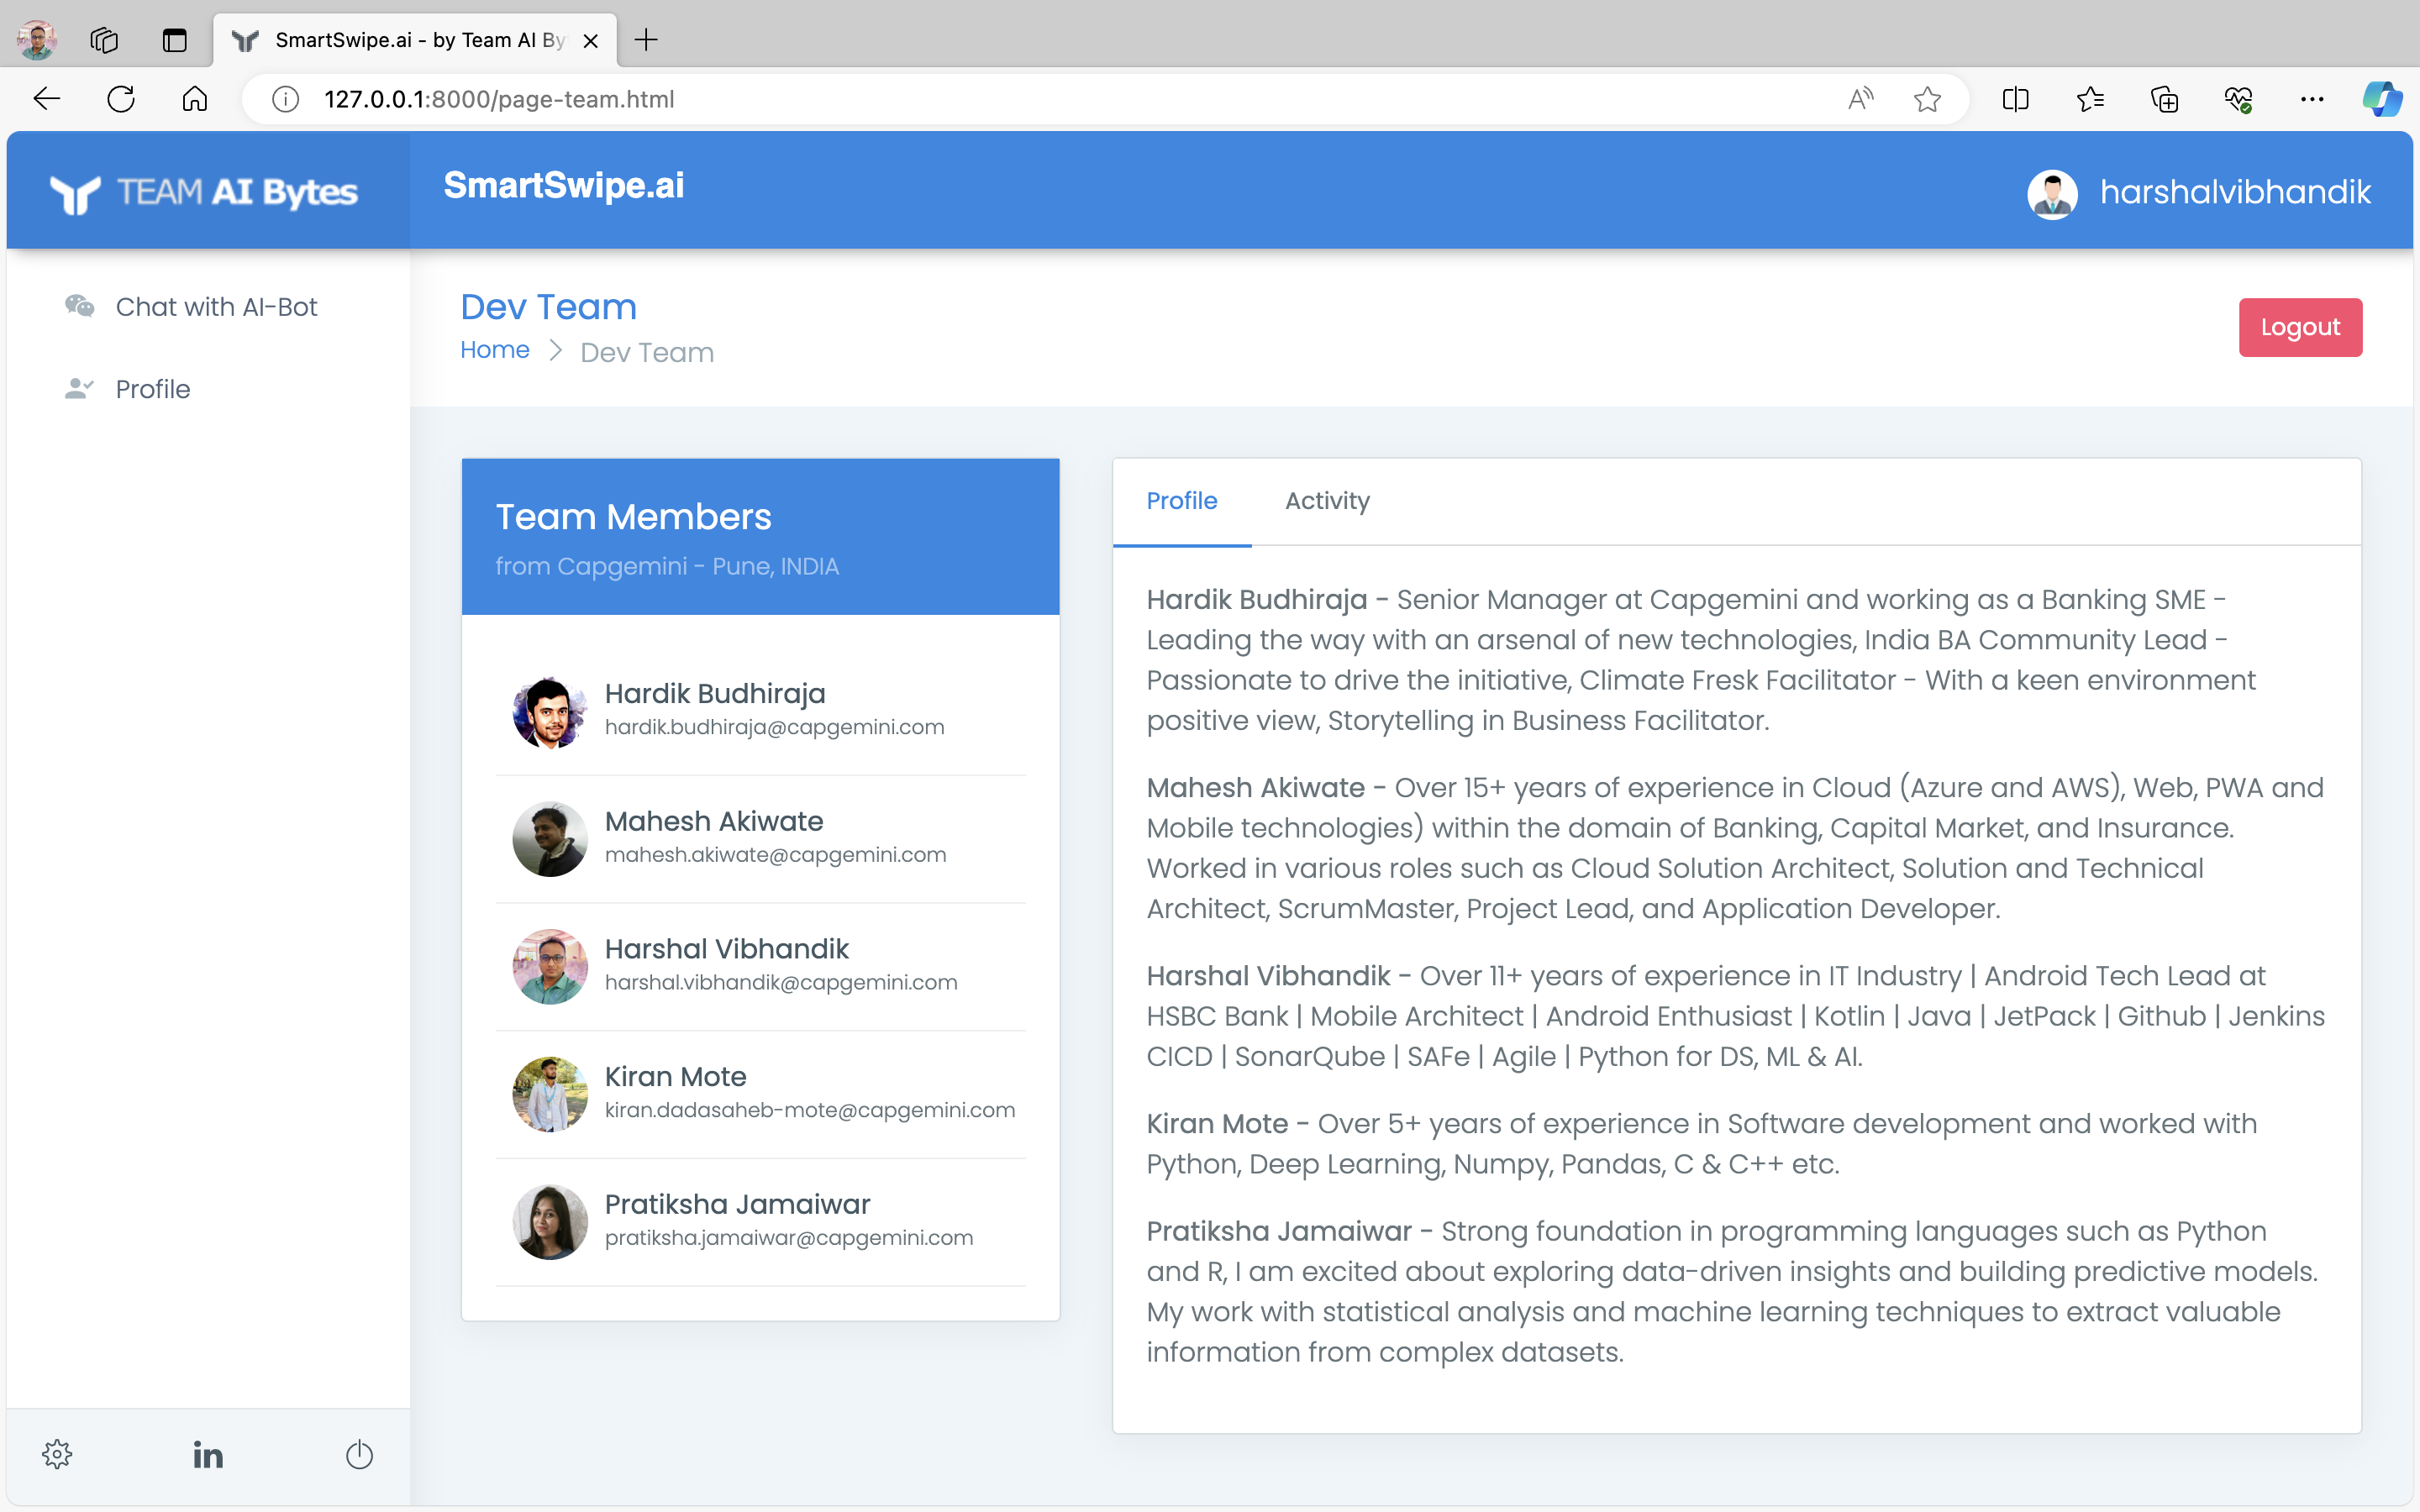 SmartSwipe.ai - by Team AI By
127.0.0.1:8000/page-team.html
TEAM AI Bytes
SmartSwipe.ai
harshalvibhandik
Chat with AI-Bot
Profile
Dev Team
Home
Dev Team
Logout
Team Members
from Capgemini - Pune, INDIA
Hardik Budhiraja
hardik.budhiraja@capgemini.com
Mahesh Akiwate
mahesh.akiwate@capgemini.com
Harshal Vibhandik
harshal.vibhandik@capgemini.com
Kiran Mote
kiran.dadasaheb-mote@capgemini.com
Pratiksha Jamaiwar
pratiksha.jamaiwar@capgemini.com
Profile
Activity
Hardik Budhiraja - Senior Manager at Capgemini and working as a Banking SME -
Leading the way with an arsenal of new technologies, India BA Community Lead -
Passionate to drive the initiative, Climate Fresk Facilitator - With a keen environment
positive view, Storytelling in Business Facilitator.
Mahesh Akiwate - Over 15+ years of experience in Cloud (Azure and AWS), Web, PWA and
Mobile technologies) within the domain of Banking, Capital Market, and Insurance.
Worked in various roles such as Cloud Solution Architect, Solution and Technical
Architect, ScrumMaster, Project Lead, and Application Developer.
Harshal Vibhandik - Over 11+ years of experience in IT Industry | Android Tech Lead at
HSBC Bank | Mobile Architect | Android Enthusiast | Kotlin | Java | JetPack | Github | Jenkins
CICD | SonarQube | SAFe | Agile | Python for DS, ML & AI.
Kiran Mote - Over 5+ years of experience in Software development and worked with
Python, Deep Learning, Numpy, Pandas, C & C++ etc.
Pratiksha Jamaiwar - Strong foundation in programming languages such as Python
and R, I am excited about exploring data-driven insights and building predictive models.
My work with statistical analysis and machine learning techniques to extract valuable
information from complex datasets.